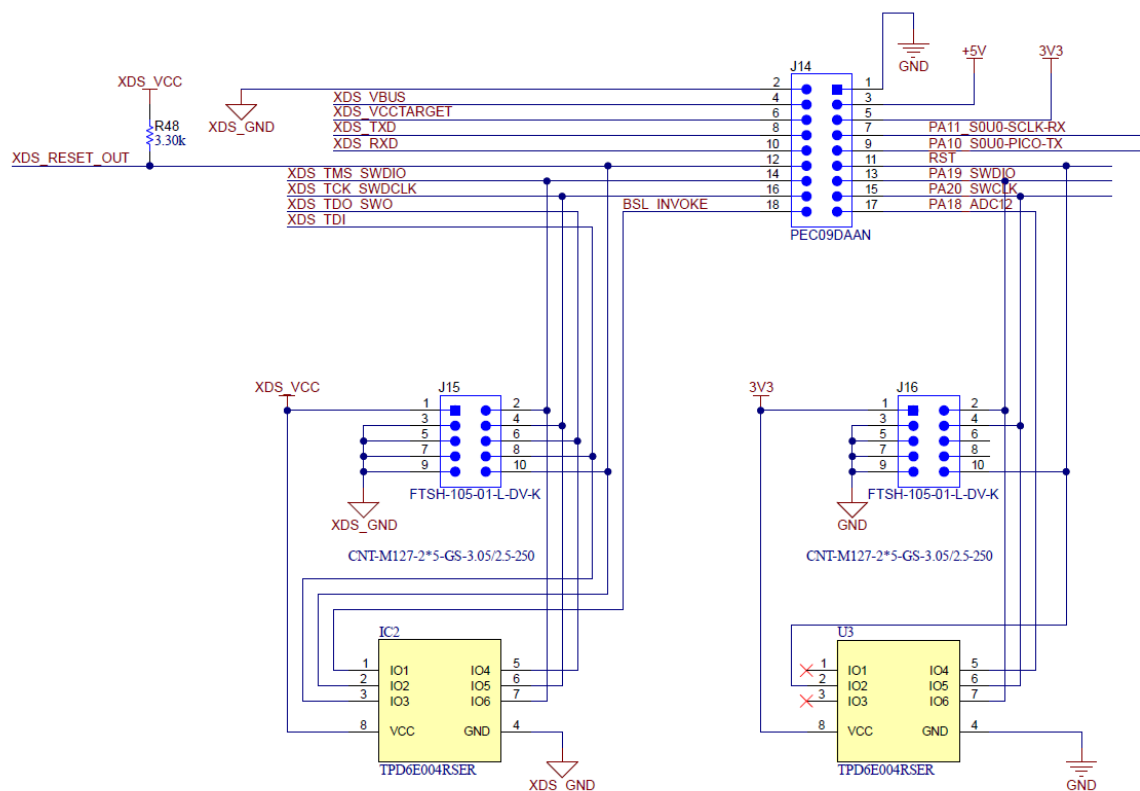 J14
+5V
3V3
GND
XDS_VCC
2
1
XDS_VBUS
4
3
XDS_GND
XDS_VCCTARGET
6
5
R48
3.30k
XDS_TXD
8
7
PA11_S0U0-SCLK-RX
XDS_RXD
10
9
PA10_S0U0-PICO-TX
XDS_RESET_OUT
12
11
RST
XDS_TMS_SWDIO
14
13
PA19_SWDIO
XDS_TCK_SWDCLK
16
15
PA20_SWCLK
XDS_TDO_SWO
BSL_INVOKE
18
17
PA18_ADC12
XDS_TDI
PEC09DAAN
XDS_VCC
J15
1
2
3
4
5
6
7
8
9
10
FTSH-105-01-L-DV-K
XDS_GND
CNT-M127-2*5-GS-3.05/2.5-250
3V3
J16
1
2
3
4
5
6
7
8
9
10
FTSH-105-01-L-DV-K
GND
CNT-M127-2*5-GS-3.05/2.5-250
IC2
1
IO1
IO4
5
2
IO2
IO5
6
3
IO3
IO6
7
8
VCC
GND
4
TPD6E004RSER
XDS_GND
U3
1
IO1
IO4
5
2
IO2
IO5
6
3
IO3
IO6
7
8
VCC
GND
4
TPD6E004RSER
GND